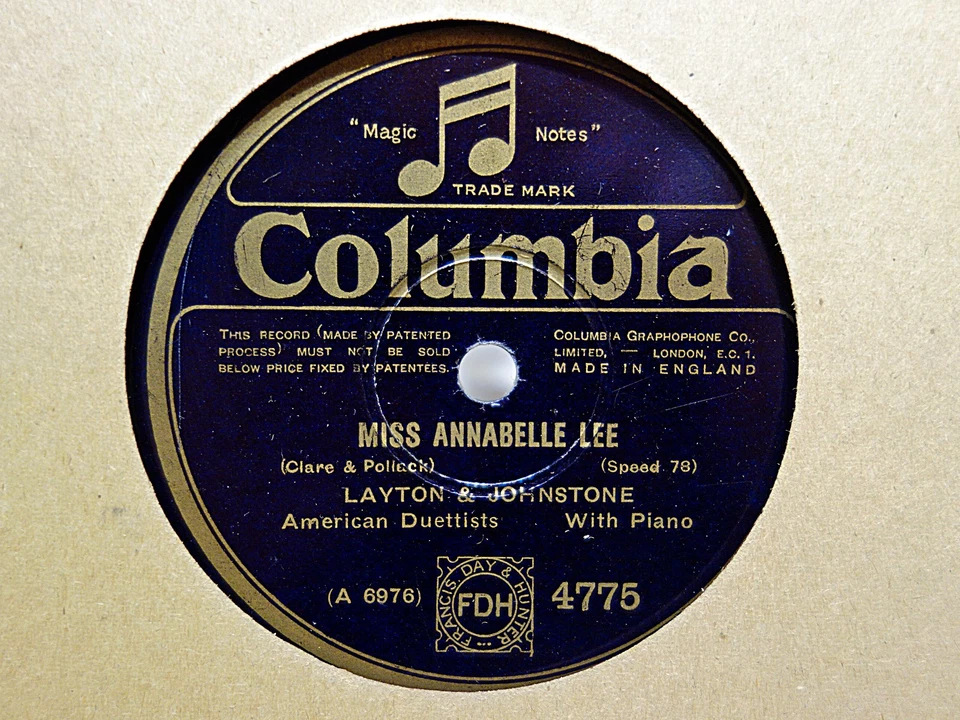 "Magic Notes"
TRADE MARK
Columbia
THIS RECORD (MADE BY PATENTED
PROCESS) MUST NOT BE SOLD
BELOW PRICE FIXED BY PATENTEES.
COLUMBIA GRAPHOPHONE CO.,
LIMITED, — LONDON, E.C. 1.
MADE IN ENGLAND
MISS ANNABELLE LEE
(Clare & Pollack) (Speed 78)
LAYTON & JOHNSTONE
American Duettists With Piano
(A 6976)
FRANCIS, DAY & HUNTER
FDH
4775